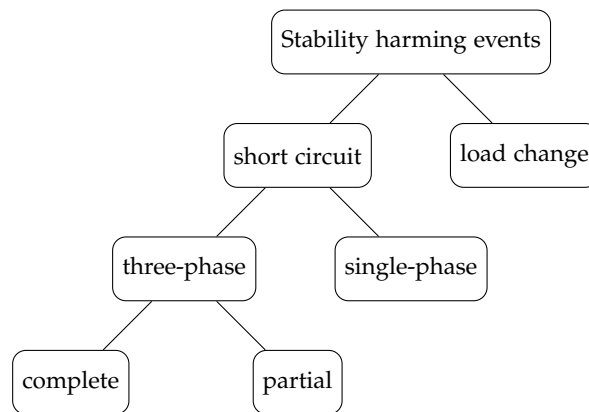 Stability harming events
short circuit
load change
three-phase
single-phase
complete
partial